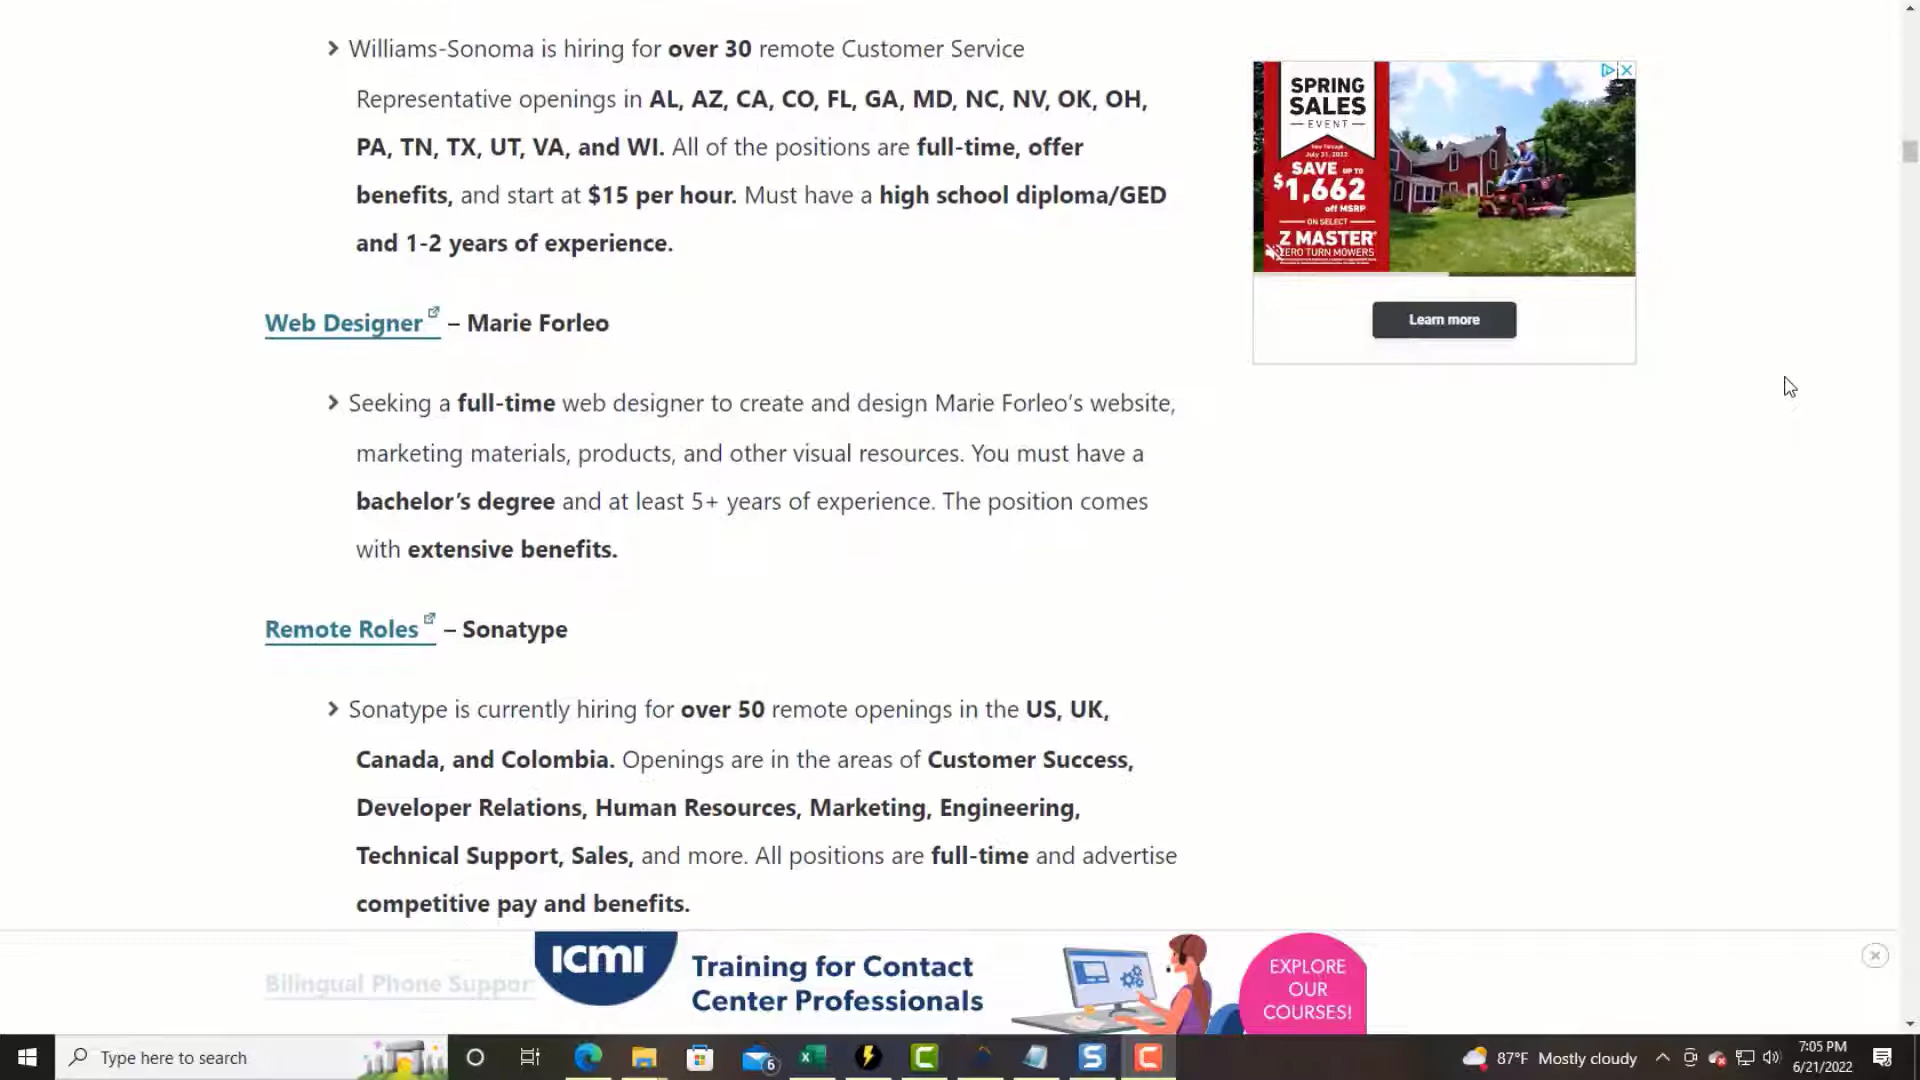 Williams-Sonoma is hiring for over 30 remote Customer Service
Representative openings in AL, AZ, CA, CO, FL, GA, MD, NC, NV, OK, OH,
PA, TN, TX, UT, VA, and WI. All of the positions are full-time, offer
benefits, and start at $15 per hour. Must have a high school diploma/GED
and 1-2 years of experience.
Web Designer – Marie Forleo
Seeking a full-time web designer to create and design Marie Forleo’s website,
marketing materials, products, and other visual resources. You must have a
bachelor’s degree and at least 5+ years of experience. The position comes
with extensive benefits.
Remote Roles – Sonatype
Sonatype is currently hiring for over 50 remote openings in the US, UK,
Canada, and Colombia. Openings are in the areas of Customer Success,
Developer Relations, Human Resources, Marketing, Engineering,
Technical Support, Sales, and more. All positions are full-time and advertise
competitive pay and benefits.
Bilingual Phone Suppor
SPRING
SALES
EVENT
Now Through
July 31, 2022
SAVE UP TO
$1,662
off MSRP
ON SELECT
Z MASTER
ZERO TURN MOWERS
Learn more
ICMI
Training for Contact
Center Professionals
EXPLORE
OUR
COURSES!
Type here to search
6
87°F Mostly cloudy
7:05 PM
6/21/2022